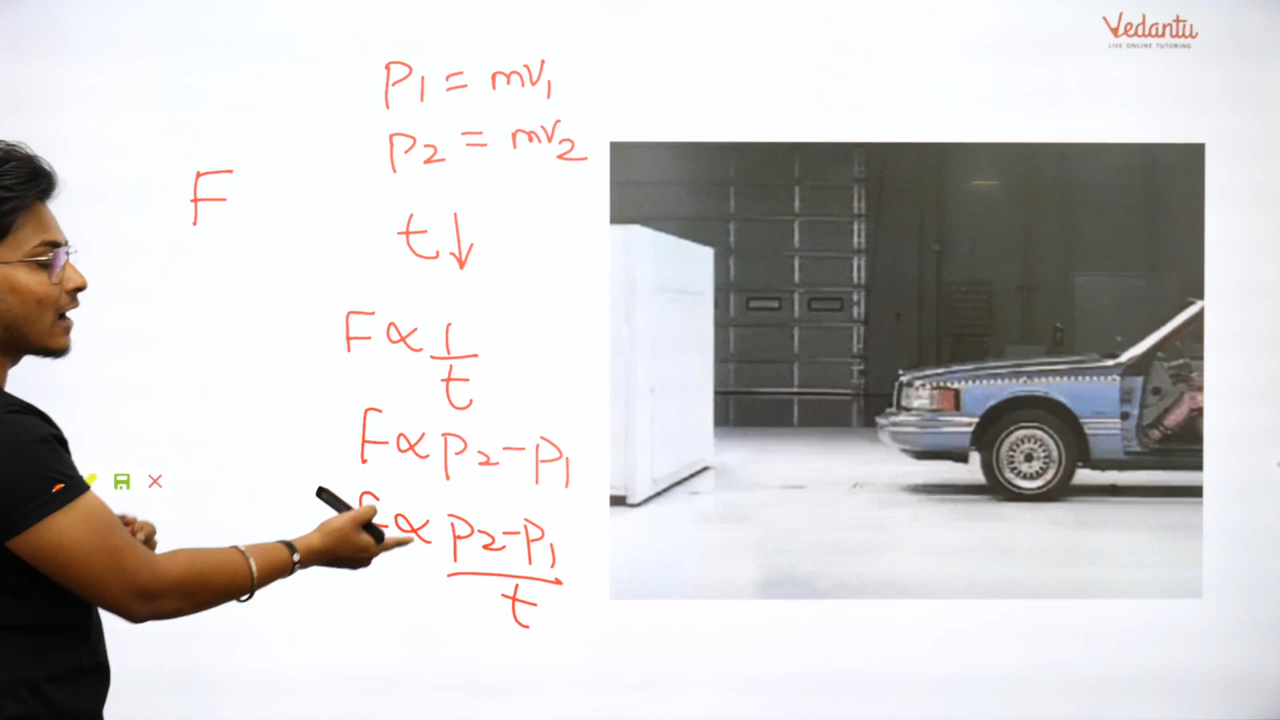 Vedantu
LIVE ONLINE TUTORING
p1 = mv1
p2 = mv2
F
t↓
F ∝ 1/t
F ∝ p2-p1
F ∝ p2-p1/t